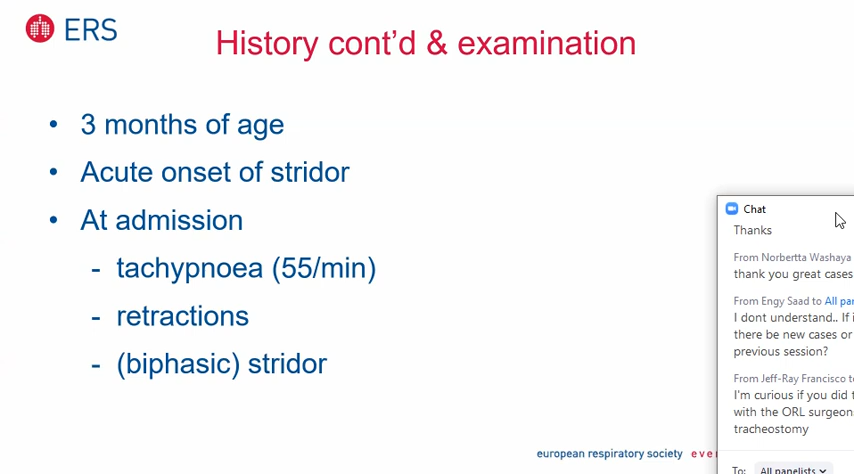 ERS
History cont’d & examination
• 3 months of age
• Acute onset of stridor
• At admission
- tachypnoea (55/min)
- retractions
- (biphasic) stridor
european respiratory society
Chat
Thanks
From Norbertta Washaya
thank you great cases
From Engy Saad to All
I dont understand.. If
there be new cases or
previous session?
From Jeff-Ray Francisco
I'm curious if you did
with the ORL surgeon
tracheostomy
To: All panelists